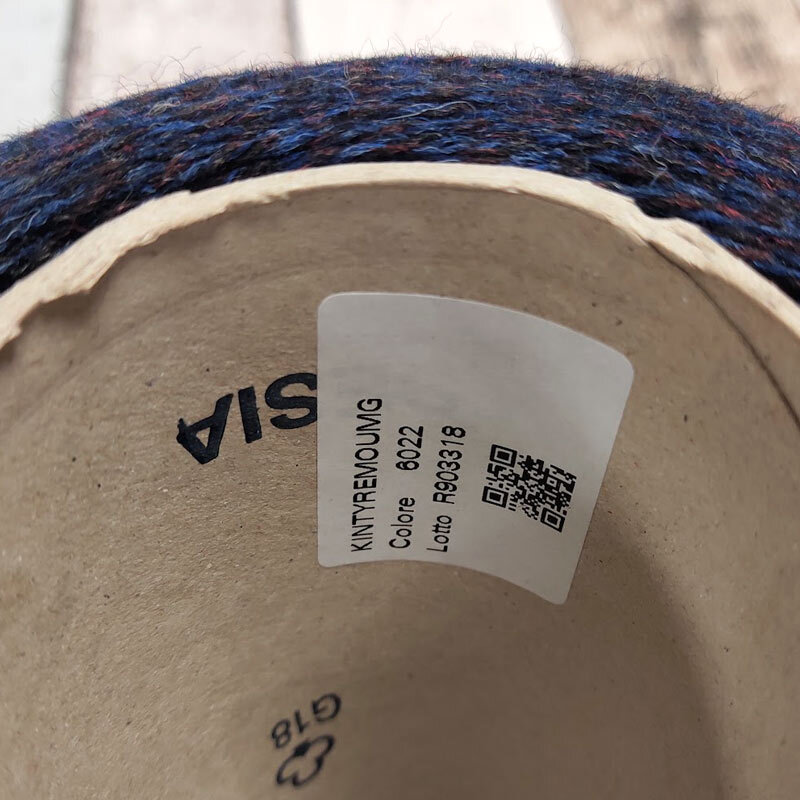 KINTYREMOUMG
Colore 6022
Lotto R903318
SIA
G18